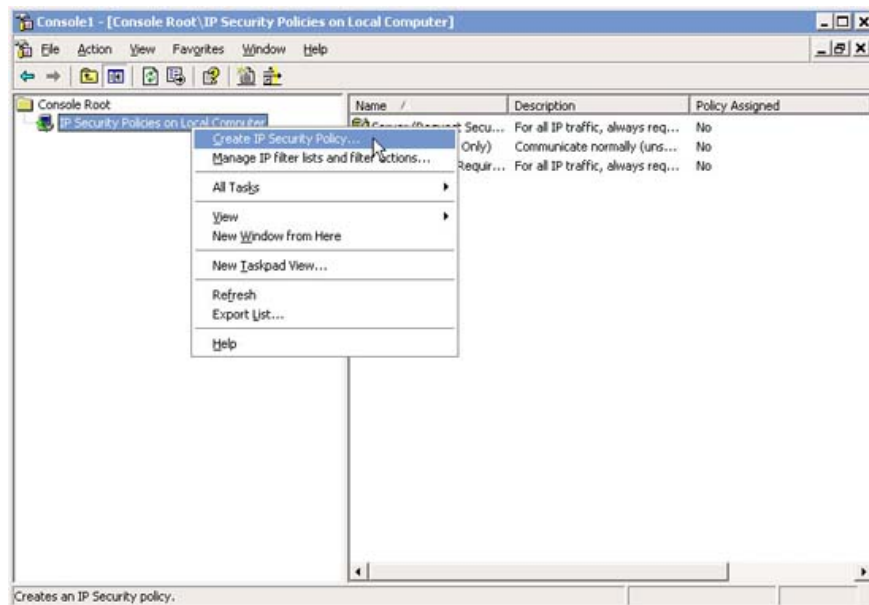 Console1 - [Console Root\IP Security Policies on Local Computer]
File Action View Favorites Window Help
Console Root
IP Security Policies on Local Computer
Name / Description Policy Assigned
Secu... For all IP traffic, always req... No
Only) Communicate normally (uns... No
Requir... For all IP traffic, always req... No
Create IP Security Policy...
Manage IP filter lists and filter actions...
All Tasks
View
New Window from Here
New Taskpad View...
Refresh
Export List...
Help
Creates an IP Security policy.